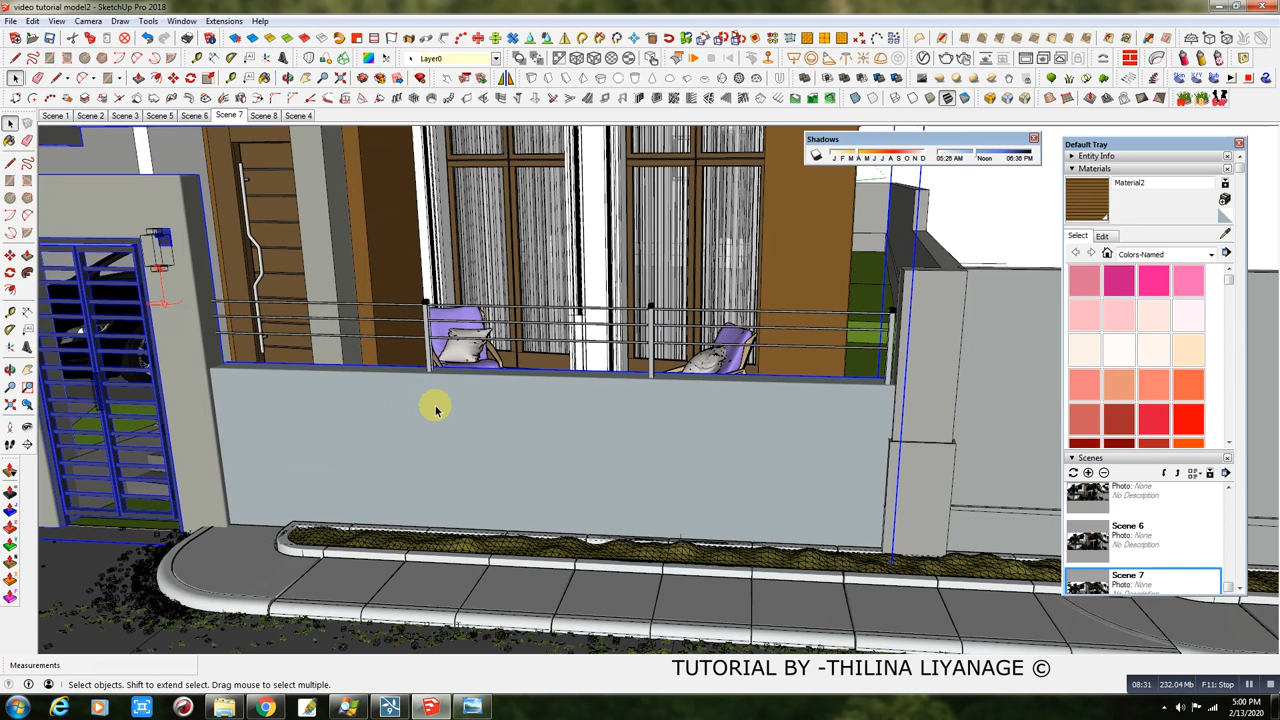 video tutorial model2 - SketchUp Pro 2018
File Edit View Camera Draw Tools Window Extensions Help
Layer0
Scene 1 Scene 2 Scene 3 Scene 5 Scene 6 Scene 7 Scene 8 Scene 4
Shadows
J F M A M J J A S O N D 05:26 AM Noon 06:36 PM
Default Tray
Entity Info
Materials
Material2
Select Edit
Colors-Named
Scenes
Photo: None
No Description
Scene 6
Photo: None
No Description
Scene 7
Photo: None
Measurements
TUTORIAL BY -THILINA LIYANAGE ©
Select objects. Shift to extend select. Drag mouse to select multiple.
08:31 232.04 Mb F11: Stop
5:00 PM
2/13/2020